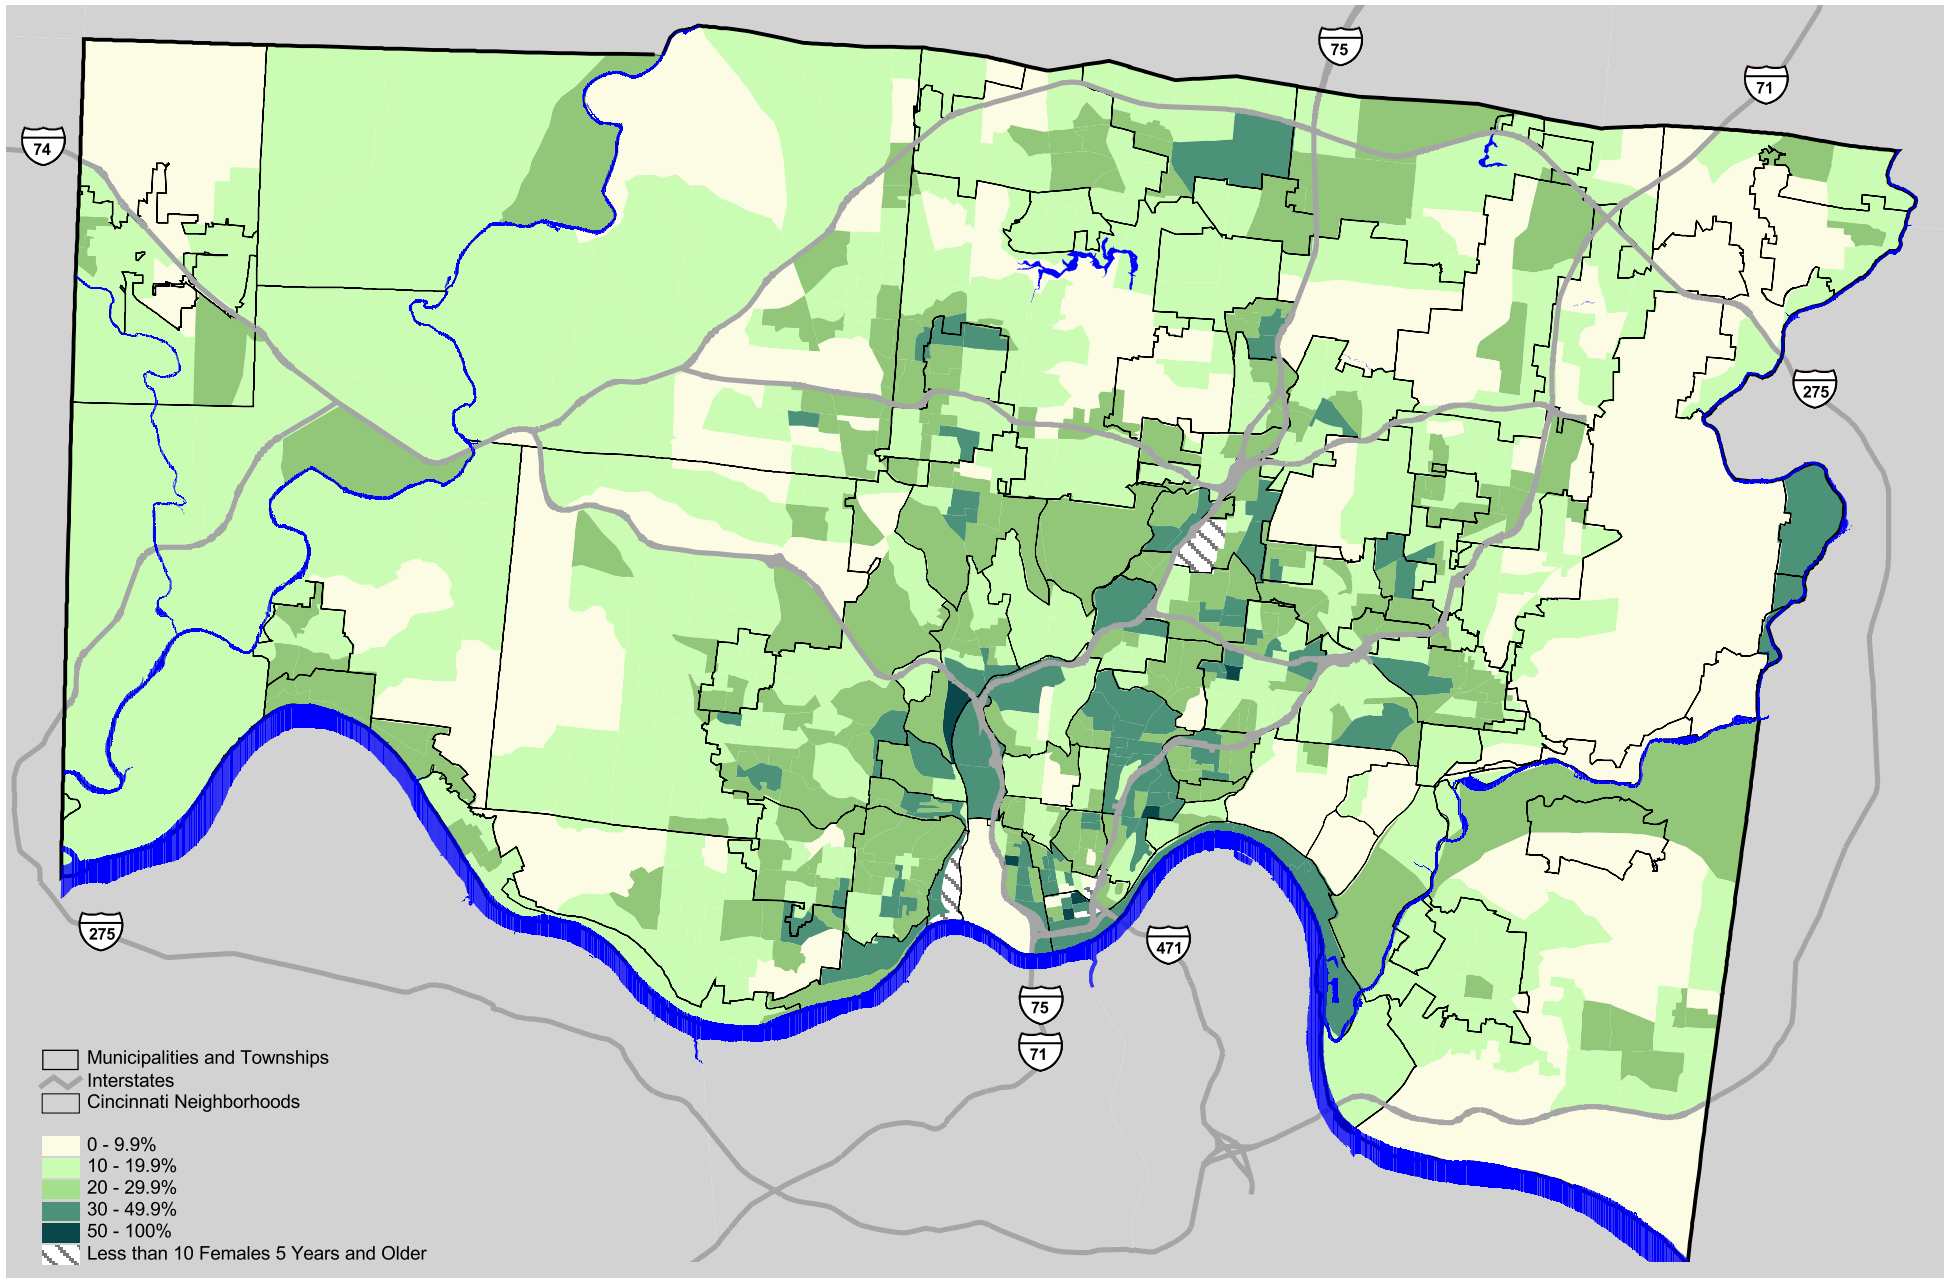 75
71
74
275
275
471
75
71
Municipalities and Townships
Interstates
Cincinnati Neighborhoods
0 - 9.9%
10 - 19.9%
20 - 29.9%
30 - 49.9%
50 - 100%
Less than 10 Females 5 Years and Older